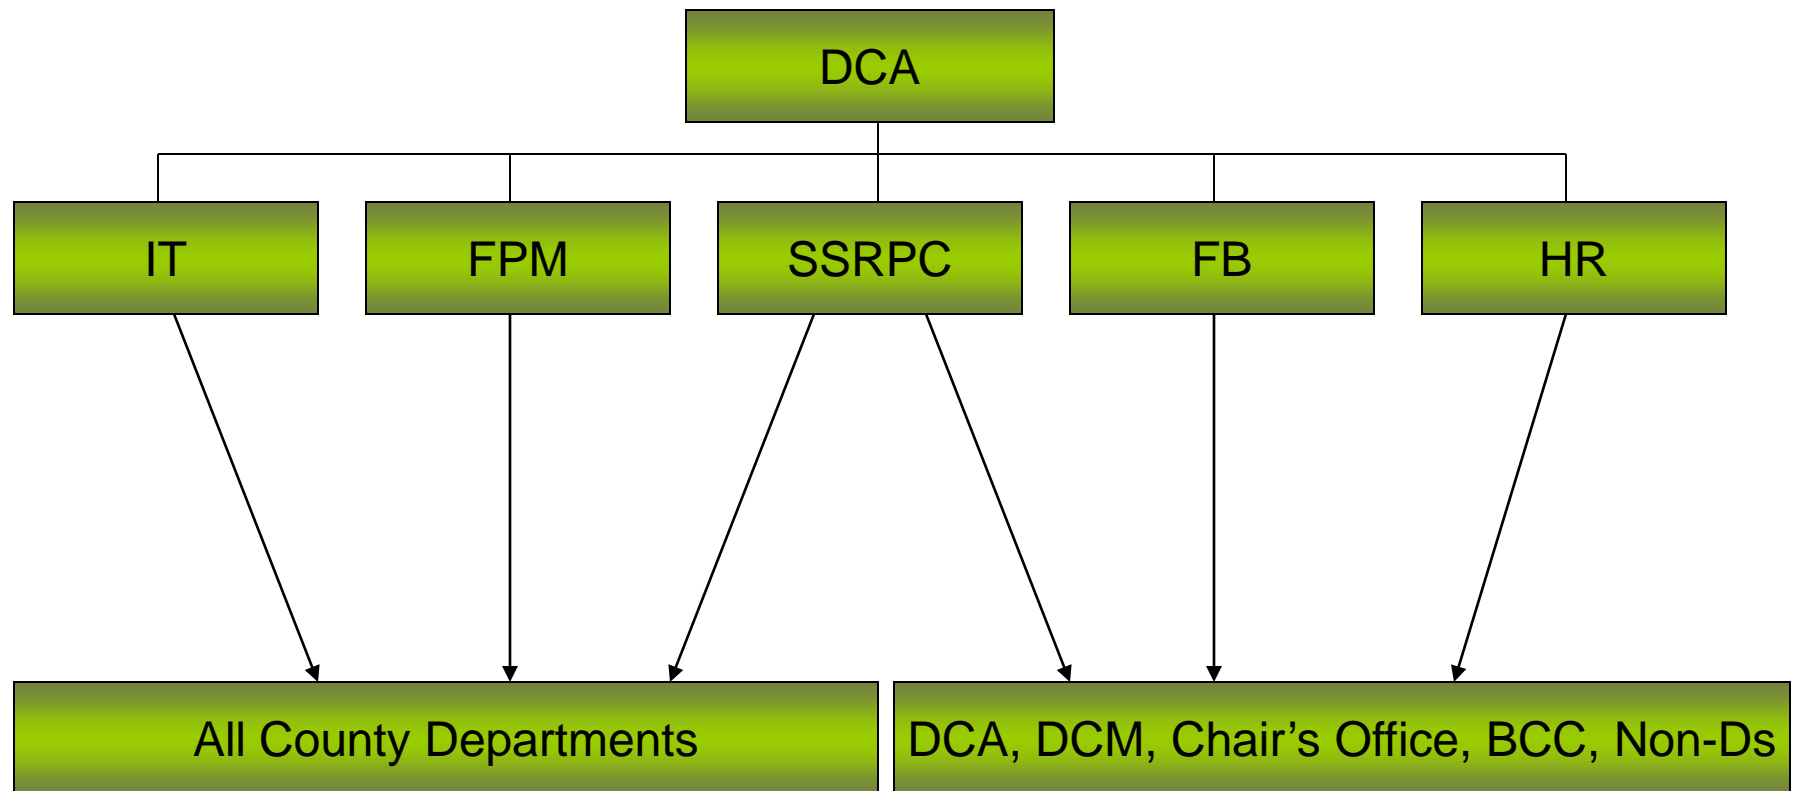 DCA
IT
FPM
SSRPC
FB
HR
All County Departments
DCA, DCM, Chair’s Office, BCC, Non-Ds